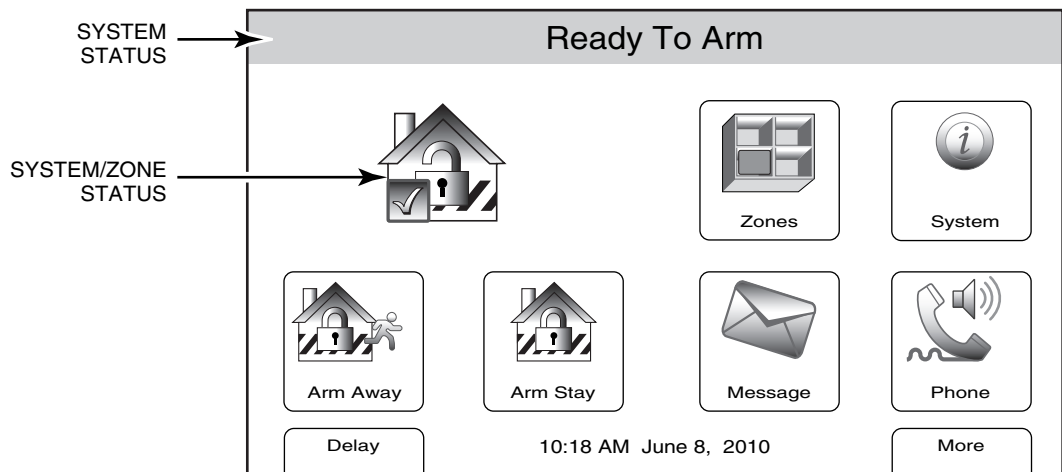 SYSTEM
STATUS
Ready To Arm
SYSTEM/ZONE
STATUS
Zones
System
i
Arm Away
Arm Stay
Message
Phone
Delay
10:18 AM June 8, 2010
More